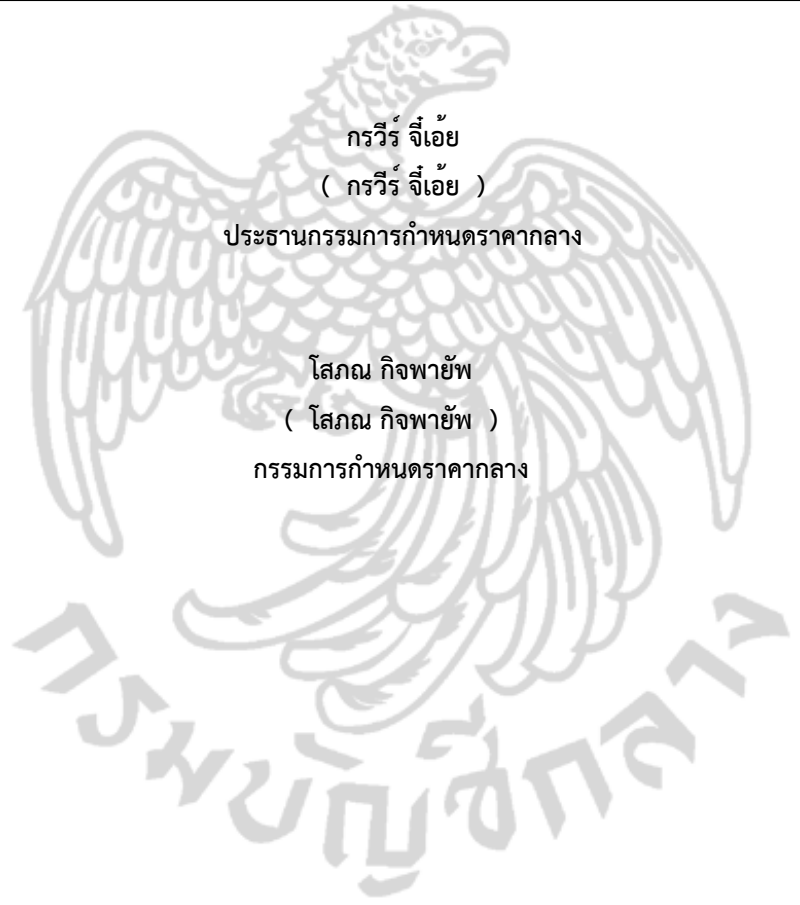 กรวีร์ จี๋เอ้ย
( กรวีร์ จี๋เอ้ย )
ประธานกรรมการกำหนดราคากลาง
โสภณ กิจพายัพ
( โสภณ กิจพายัพ )
กรรมการกำหนดราคากลาง
กรมบัญชีกลาง